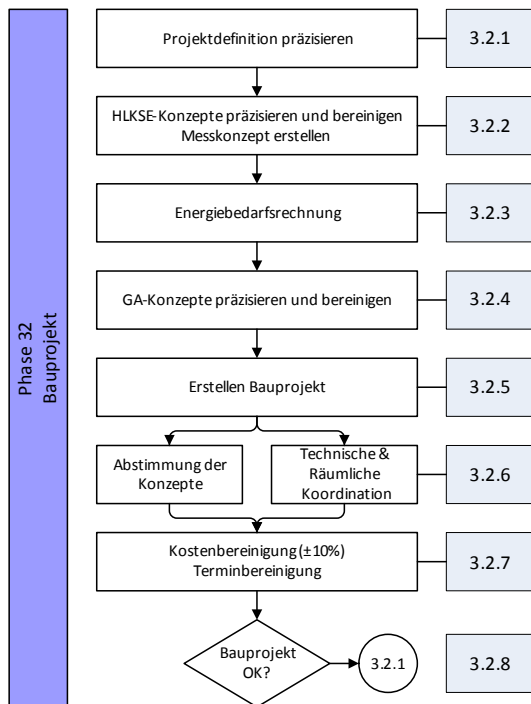 Phase 32
Bauprojekt
Projektdefinition präzisieren
3.2.1
HLKSE-Konzepte präzisieren und bereinigen
Messkonzept erstellen
3.2.2
Energiebedarfsrechnung
3.2.3
GA-Konzepte präzisieren und bereinigen
3.2.4
Erstellen Bauprojekt
3.2.5
Abstimmung der
Konzepte
Technische &
Räumliche
Koordination
3.2.6
Kostenbereinigung (±10%)
Terminbereinigung
3.2.7
Bauprojekt
OK?
3.2.1
3.2.8